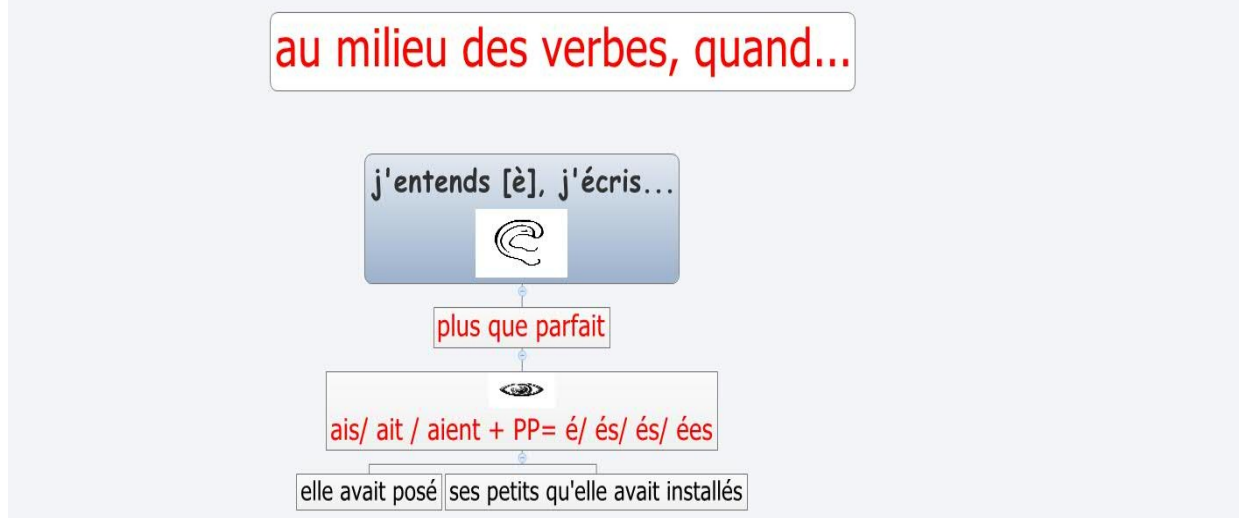 au milieu des verbes, quand...
j'entends [è], j'écris...
plus que parfait
ais/ ait / aient + PP= é/ és/ és/ ées
elle avait posé
ses petits qu'elle avait installés